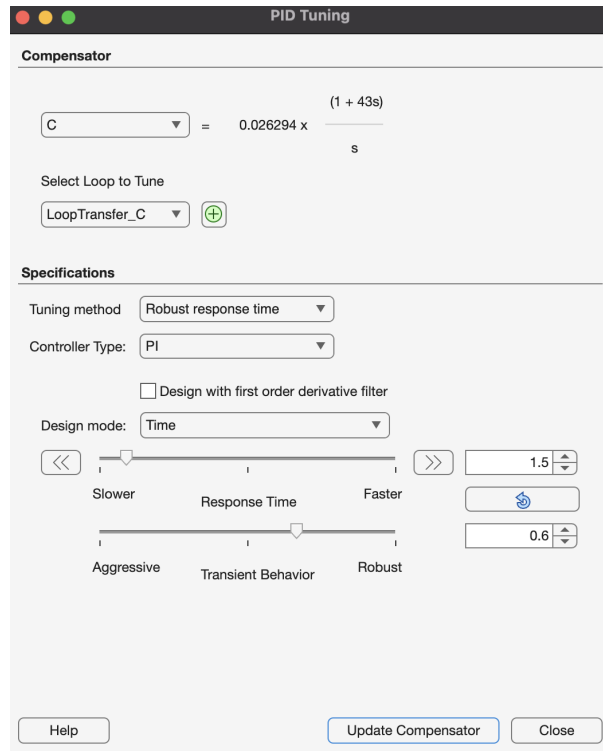 PID Tuning
Compensator
C = 0.026294 x (1 + 43s)
s
Select Loop to Tune
LoopTransfer_C
Specifications
Tuning method Robust response time
Controller Type: PI
Design with first order derivative filter
Design mode: Time
1.5
Slower Response Time Faster
0.6
Aggressive Transient Behavior Robust
Help Update Compensator Close